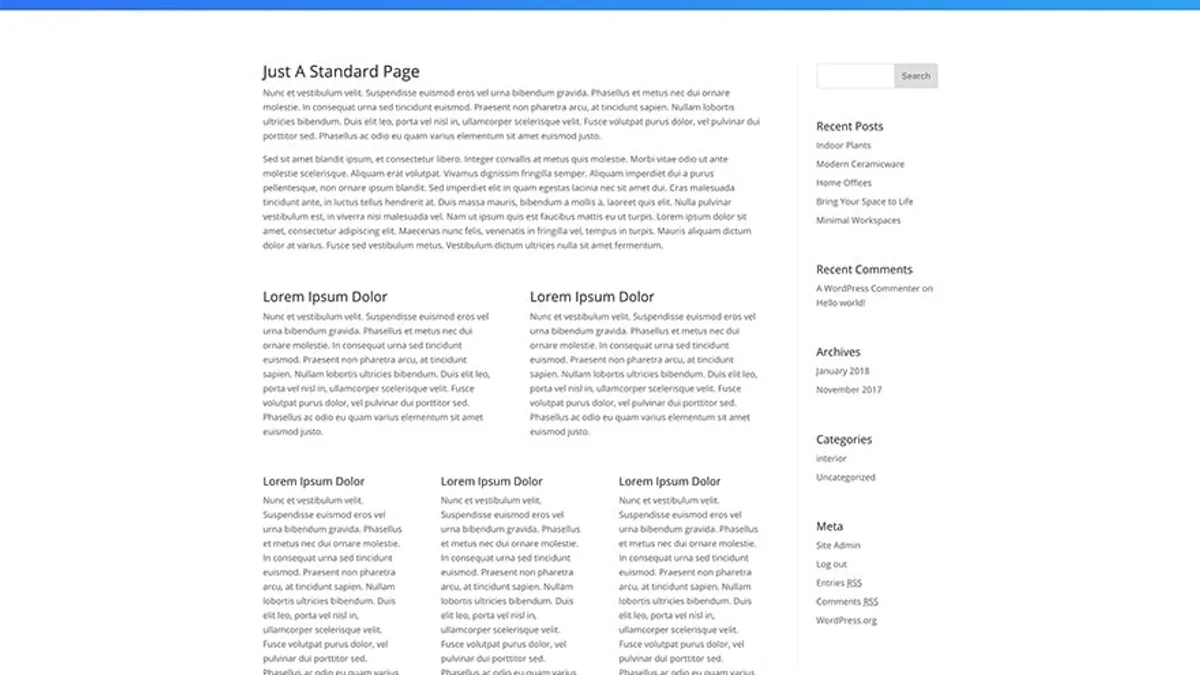 Just A Standard Page
Nunc et vestibulum velit. Suspendisse euismod eros vel urna bibendum gravida. Phasellus et metus nec dui ornare
molestie. In consequat urna sed tincidunt euismod. Praesent non pharetra arcu, at tincidunt sapien. Nullam lobortis
ultricies bibendum. Duis elit leo, porta vel nisl in, ullamcorper scelerisque velit. Fusce volutpat purus dolor, vel pulvinar dui
porttitor sed. Phasellus ac odio eu quam varius elementum sit amet euismod justo.
Sed sit amet blandit ipsum, et consectetur libero. Integer convallis at metus quis molestie. Morbi vitae odio ut ante
molestie scelerisque. Aliquam erat volutpat. Vivamus dignissim fringilla semper. Aliquam imperdiet dui a purus
pellentesque, non ornare ipsum blandit. Sed imperdiet elit in quam egestas lacinia nec sit amet dui. Cras malesuada
tincidunt ante, in luctus tellus hendrerit at. Duis massa mauris, bibendum a mollis a, laoreet quis elit. Nulla pulvinar
vestibulum est, in viverra nisi malesuada vel. Nam ut ipsum quis est faucibus mattis eu ut turpis. Lorem ipsum dolor sit
amet, consectetur adipiscing elit. Maecenas nunc felis, venenatis in fringilla vel, tempus in turpis. Mauris aliquam dictum
dolor at varius. Fusce sed vestibulum metus. Vestibulum dictum ultrices nulla sit amet fermentum.
Lorem Ipsum Dolor
Nunc et vestibulum velit. Suspendisse euismod eros vel
urna bibendum gravida. Phasellus et metus nec dui
ornare molestie. In consequat urna sed tincidunt
euismod. Praesent non pharetra arcu, at tincidunt
sapien. Nullam lobortis ultricies bibendum. Duis elit leo,
porta vel nisl in, ullamcorper scelerisque velit. Fusce
volutpat purus dolor, vel pulvinar dui porttitor sed.
Phasellus ac odio eu quam varius elementum sit amet
euismod justo.
Lorem Ipsum Dolor
Nunc et vestibulum velit. Suspendisse euismod eros vel
urna bibendum gravida. Phasellus et metus nec dui
ornare molestie. In consequat urna sed tincidunt
euismod. Praesent non pharetra arcu, at tincidunt
sapien. Nullam lobortis ultricies bibendum. Duis elit leo,
porta vel nisl in, ullamcorper scelerisque velit. Fusce
volutpat purus dolor, vel pulvinar dui porttitor sed.
Phasellus ac odio eu quam varius elementum sit amet
euismod justo.
Lorem Ipsum Dolor
Nunc et vestibulum velit.
Suspendisse euismod eros vel
urna bibendum gravida. Phasellus
et metus nec dui ornare molestie.
In consequat urna sed tincidunt
euismod. Praesent non pharetra
arcu, at tincidunt sapien. Nullam
lobortis ultricies bibendum. Duis
elit leo, porta vel nisl in,
ullamcorper scelerisque velit.
Fusce volutpat purus dolor, vel
pulvinar dui porttitor sed.
Phasellus ac odio eu quam varius
Lorem Ipsum Dolor
Nunc et vestibulum velit.
Suspendisse euismod eros vel
urna bibendum gravida. Phasellus
et metus nec dui ornare molestie.
In consequat urna sed tincidunt
euismod. Praesent non pharetra
arcu, at tincidunt sapien. Nullam
lobortis ultricies bibendum. Duis
elit leo, porta vel nisl in,
ullamcorper scelerisque velit.
Fusce volutpat purus dolor, vel
pulvinar dui porttitor sed.
Phasellus ac odio eu quam varius
Lorem Ipsum Dolor
Nunc et vestibulum velit.
Suspendisse euismod eros vel
urna bibendum gravida. Phasellus
et metus nec dui ornare molestie.
In consequat urna sed tincidunt
euismod. Praesent non pharetra
arcu, at tincidunt sapien. Nullam
lobortis ultricies bibendum. Duis
elit leo, porta vel nisl in,
ullamcorper scelerisque velit.
Fusce volutpat purus dolor, vel
pulvinar dui porttitor sed.
Phasellus ac odio eu quam varius
Search
Recent Posts
Indoor Plants
Modern Ceramicware
Home Offices
Bring Your Space to Life
Minimal Workspaces
Recent Comments
A WordPress Commenter on
Hello world!
Archives
January 2018
November 2017
Categories
interior
Uncategorized
Meta
Site Admin
Log out
Entries RSS
Comments RSS
WordPress.org